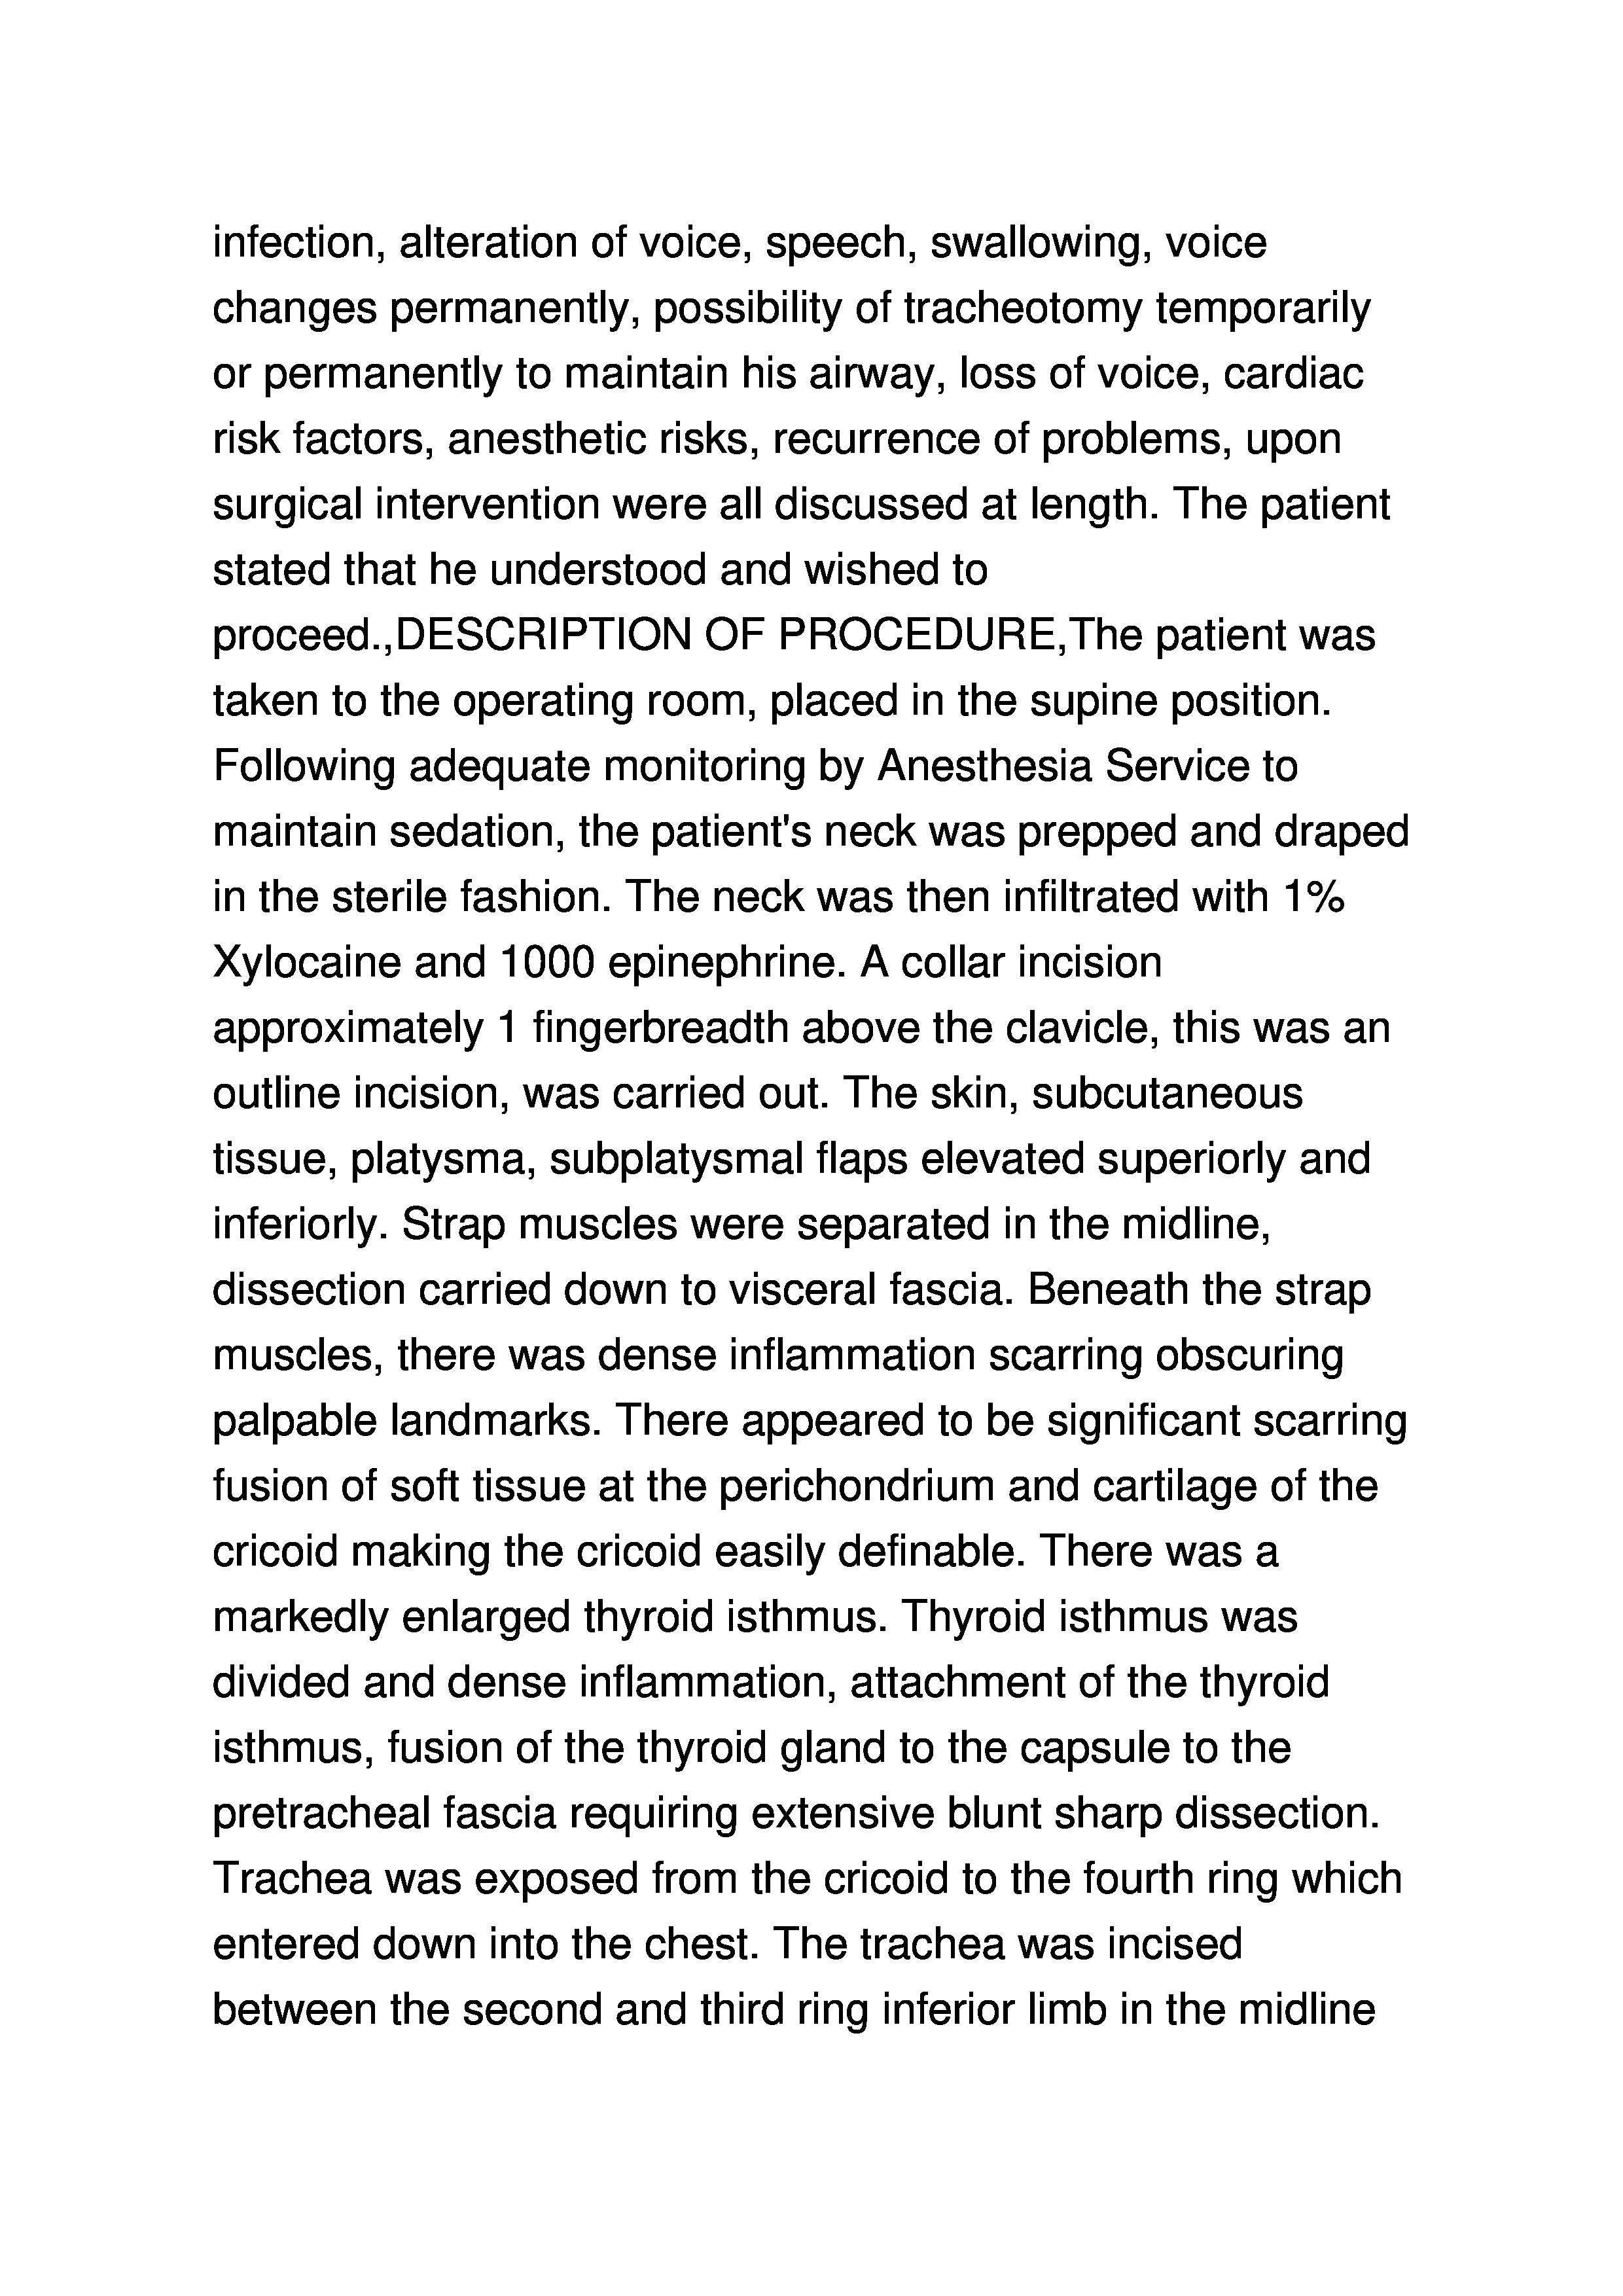 infection, alteration of voice, speech, swallowing, voice
changes permanently, possibility of tracheotomy temporarily
or permanently to maintain his airway, loss of voice, cardiac
risk factors, anesthetic risks, recurrence of problems, upon
surgical intervention were all discussed at length. The patient
stated that he understood and wished to
proceed.,DESCRIPTION OF PROCEDURE,The patient was
taken to the operating room, placed in the supine position.
Following adequate monitoring by Anesthesia Service to
maintain sedation, the patient's neck was prepped and draped
in the sterile fashion. The neck was then infiltrated with 1%
Xylocaine and 1000 epinephrine. A collar incision
approximately 1 fingerbreadth above the clavicle, this was an
outline incision, was carried out. The skin, subcutaneous
tissue, platysma, subplatysmal flaps elevated superiorly and
inferiorly. Strap muscles were separated in the midline,
dissection carried down to visceral fascia. Beneath the strap
muscles, there was dense inflammation scarring obscuring
palpable landmarks. There appeared to be significant scarring
fusion of soft tissue at the perichondrium and cartilage of the
cricoid making the cricoid easily definable. There was a
markedly enlarged thyroid isthmus. Thyroid isthmus was
divided and dense inflammation, attachment of the thyroid
isthmus, fusion of the thyroid gland to the capsule to the
pretracheal fascia requiring extensive blunt sharp dissection.
Trachea was exposed from the cricoid to the fourth ring which
entered down into the chest. The trachea was incised
between the second and third ring inferior limb in the midline